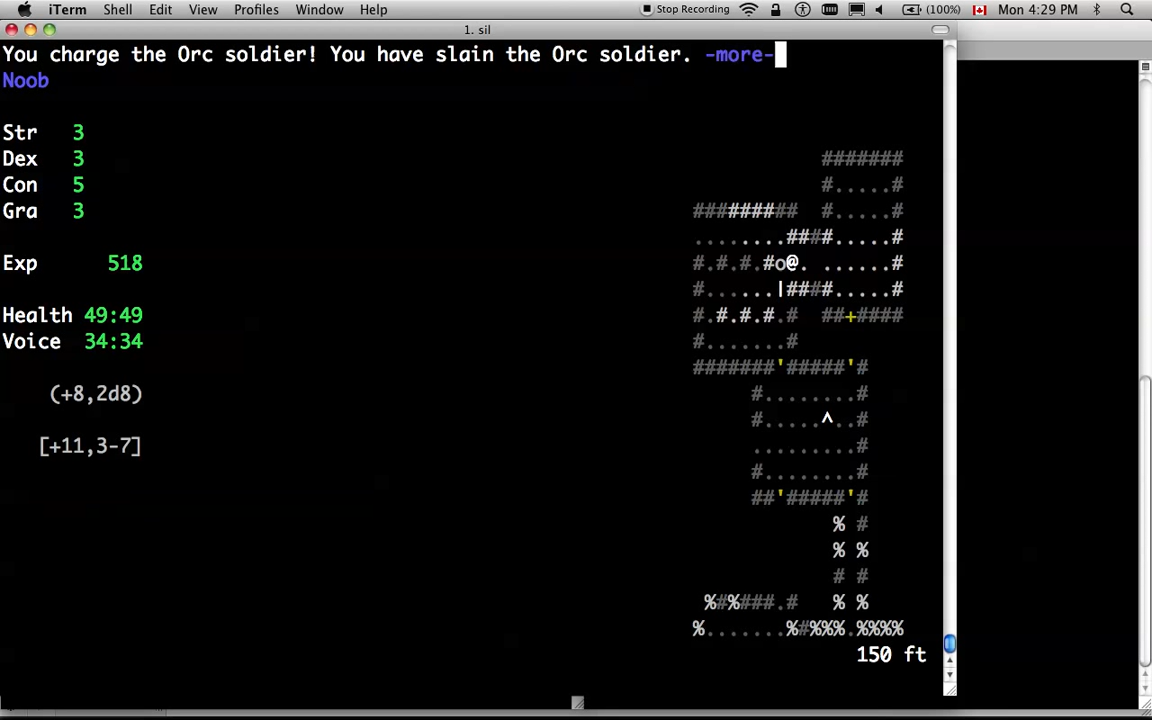 iTerm Shell Edit View Profiles Window Help Stop Recording (100%) Mon 4:29 PM
1. sil
You charge the Orc soldier! You have slain the Orc soldier. -more-
Noob
Str 3
#######
Dex 3
Con 5 #.....#
Gra 3 ######### #.....#
........####.....#
Exp 518 #.#.#.#o@. ......#
#......|####.....#
Health 49:49 #.#.#.#.# ##+####
Voice 34:34 #.......#
#######'#####'#
(+8,2d8) #........#
#.....^..#
[+11,3-7] .........#
#........#
##'#####'#
% #
% %
# #
%#%###.# % %
%.......%#%%%.%%%%
150 ft